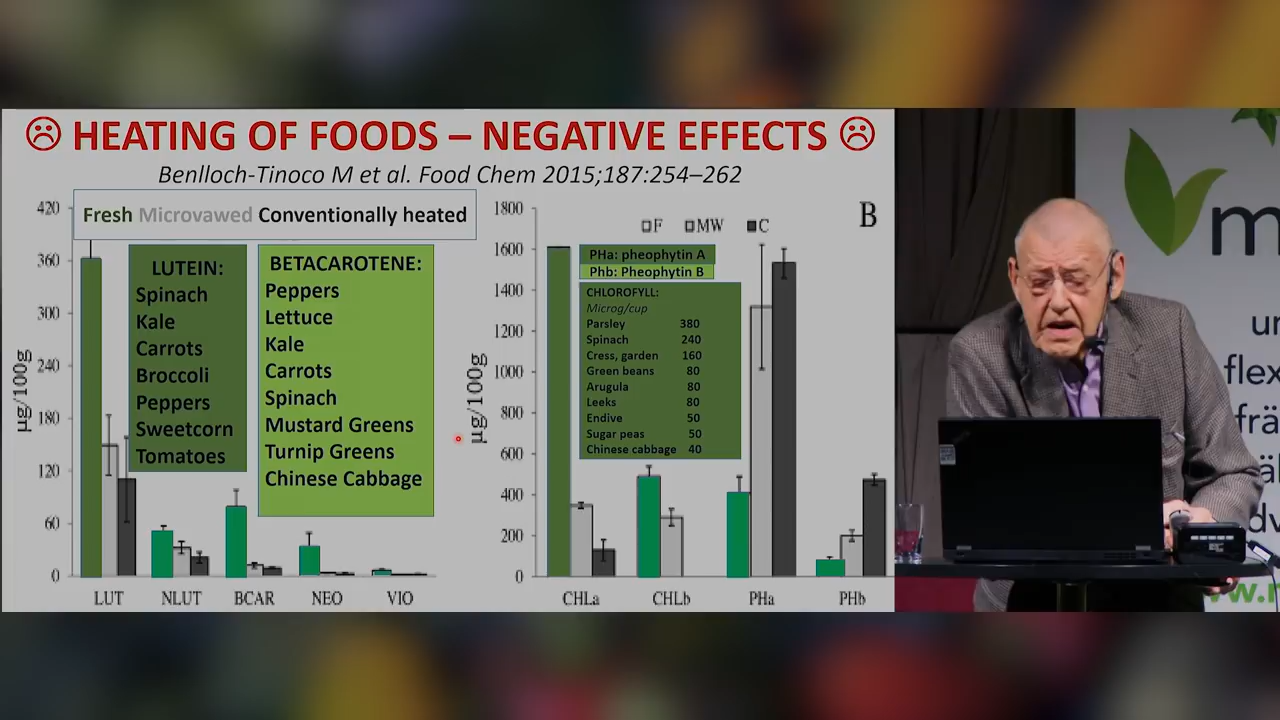 ☹ HEATING OF FOODS – NEGATIVE EFFECTS ☹
Benlloch-Tinoco M et al. Food Chem 2015;187:254–262
Fresh Microvawed Conventionally heated
420
360
300
240
180
120
60
0
µg/100g
LUTEIN:
Spinach
Kale
Carrots
Broccoli
Peppers
Sweetcorn
Tomatoes
BETACAROTENE:
Peppers
Lettuce
Kale
Carrots
Spinach
Mustard Greens
Turnip Greens
Chinese Cabbage
LUT NLUT BCAR NEO VIO
1800
1600
1400
1200
1000
800
600
400
200
0
µg/100g
F MW C
B
PHa: pheophytin A
Phb: Pheophytin B
CHLOROFYLL:
Microg/cup
Parsley 380
Spinach 240
Cress, garden 160
Green beans 80
Arugula 80
Leeks 80
Endive 50
Sugar peas 50
Chinese cabbage 40
CHLa CHLb PHa PHb
m
un
flex
frä